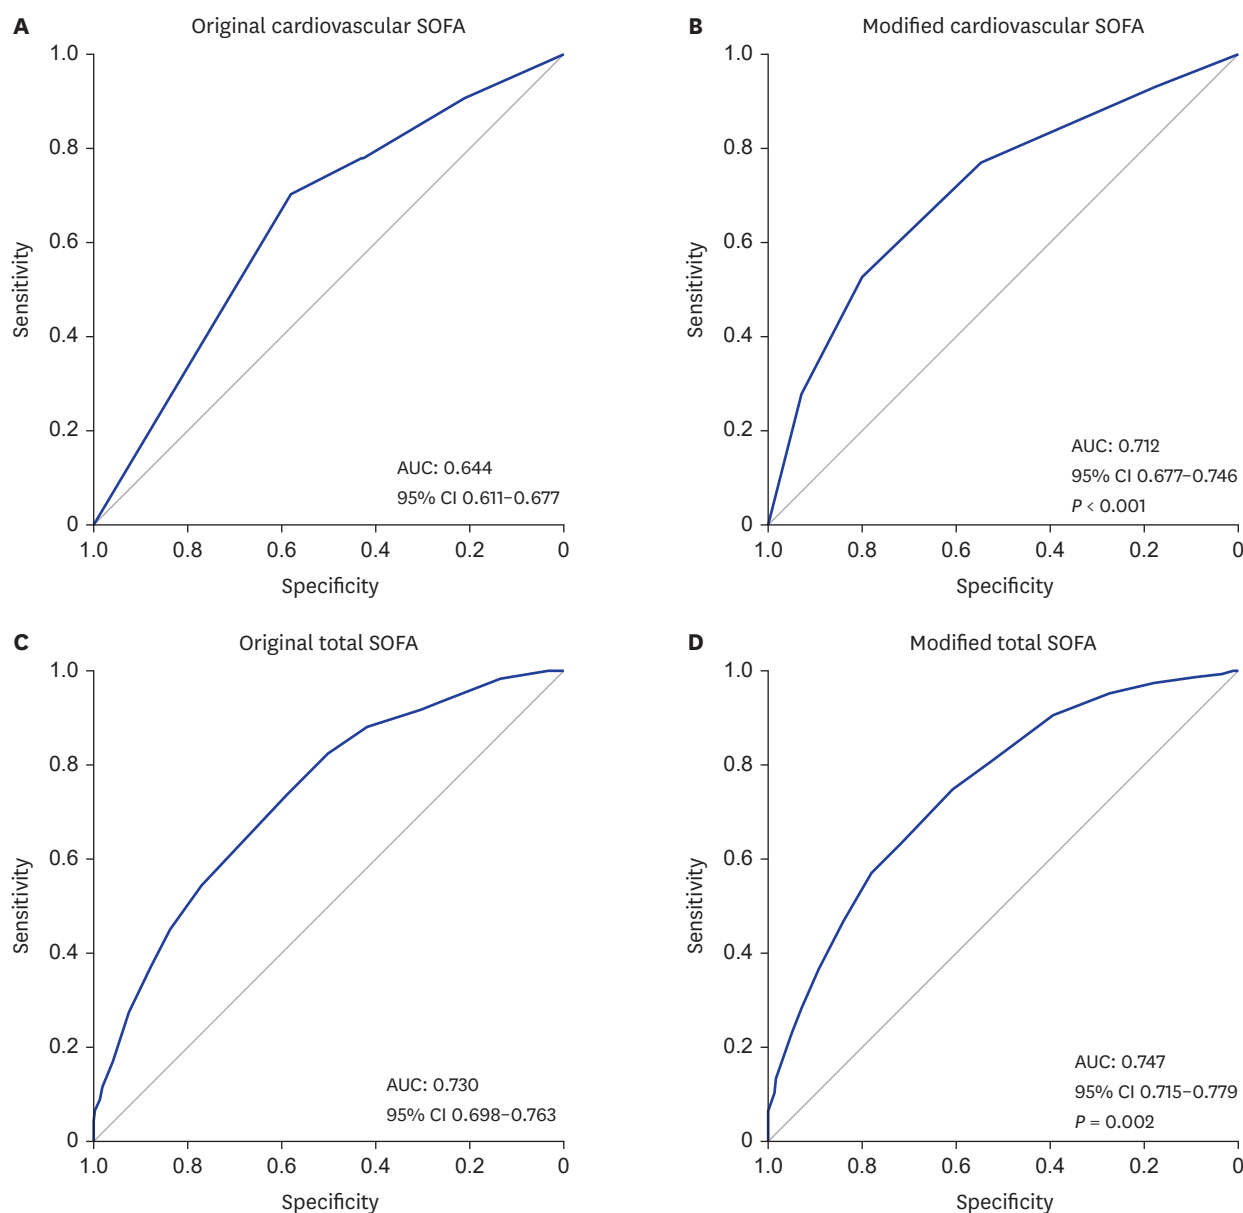 A
Original cardiovascular SOFA
1.0
0.8
0.6
0.4
0.2
0
Sensitivity
AUC: 0.644
95% CI 0.611–0.677
1.0 0.8 0.6 0.4 0.2 0
Specificity
B
Modified cardiovascular SOFA
1.0
0.8
0.6
0.4
0.2
0
Sensitivity
AUC: 0.712
95% CI 0.677–0.746
P < 0.001
1.0 0.8 0.6 0.4 0.2 0
Specificity
C
Original total SOFA
1.0
0.8
0.6
0.4
0.2
0
Sensitivity
AUC: 0.730
95% CI 0.698–0.763
1.0 0.8 0.6 0.4 0.2 0
Specificity
D
Modified total SOFA
1.0
0.8
0.6
0.4
0.2
0
Sensitivity
AUC: 0.747
95% CI 0.715–0.779
P = 0.002
1.0 0.8 0.6 0.4 0.2 0
Specificity